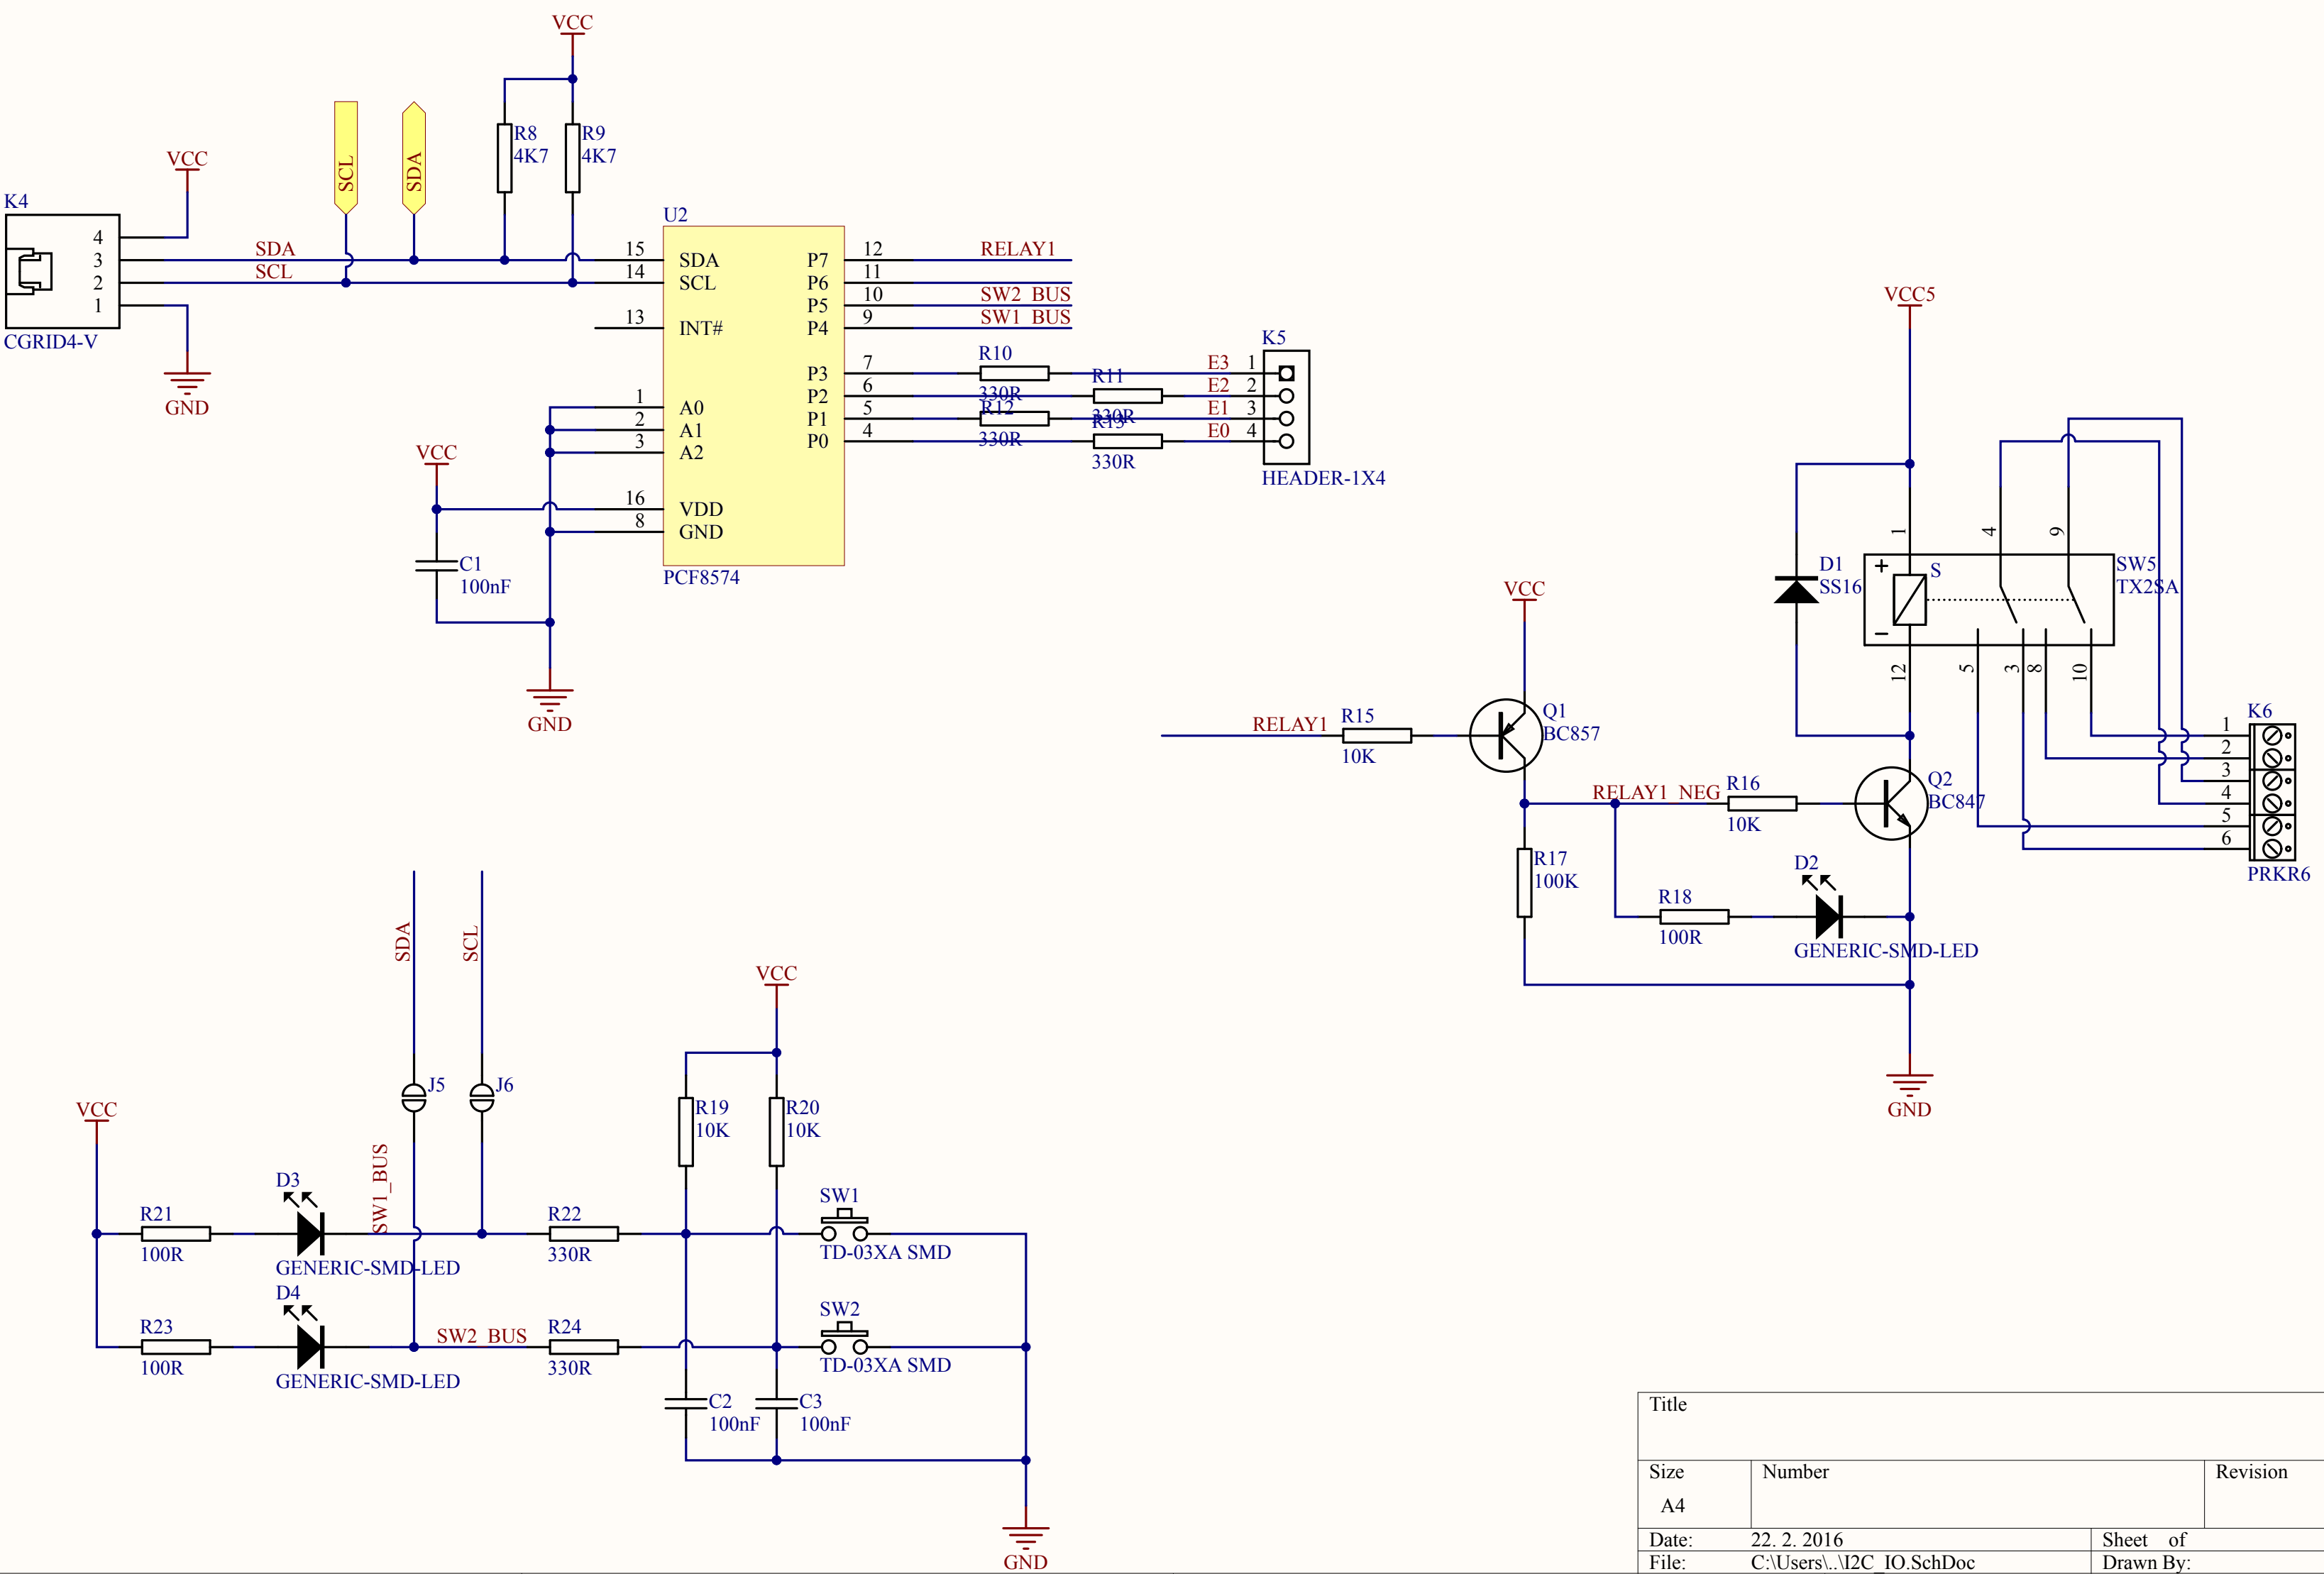 VCC
R8
4K7
R9
4K7
SCL
SDA
VCC
K4
4
3
2
1
CGRID4-V
SDA
SCL
GND
U2
15
14
13
1
2
3
16
8
SDA
SCL
INT#
A0
A1
A2
VDD
GND
P7
P6
P5
P4
P3
P2
P1
P0
12
11
10
9
7
6
5
4
PCF8574
RELAY1
SW2_BUS
SW1_BUS
R10
330R
R11
330R
R12
330R
R13
330R
E3
E2
E1
E0
K5
1
2
3
4
HEADER-1X4
VCC
C1
100nF
GND
VCC5
D1
SS16
1
4
9
S
SW5
TX2SA
12
5
3
8
10
VCC
RELAY1
R15
10K
Q1
BC857
RELAY1_NEG
R16
10K
Q2
BC847
R17
100K
R18
100R
D2
GENERIC-SMD-LED
GND
K6
1
2
3
4
5
6
PRKR6
SDA
SCL
J5
J6
VCC
R19
10K
R20
10K
VCC
R21
100R
D3
GENERIC-SMD-LED
SW1_BUS
R22
330R
SW1
TD-03XA SMD
R23
100R
D4
GENERIC-SMD-LED
SW2_BUS
R24
330R
SW2
TD-03XA SMD
C2
100nF
C3
100nF
GND
Title
Size
A4
Number
Revision
Date: 22. 2. 2016
Sheet of
File: C:\Users\..\I2C_IO.SchDoc
Drawn By: